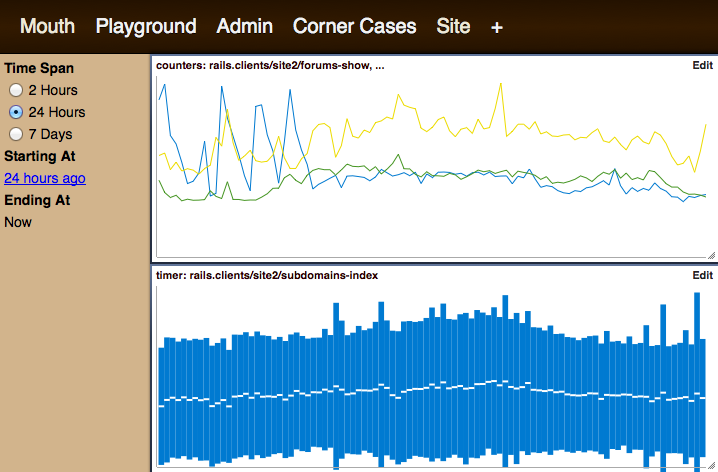 Mouth Playground Admin Corner Cases Site +
Time Span
2 Hours
24 Hours
7 Days
Starting At
24 hours ago
Ending At
Now
counters: rails.clients/site2/forums-show, ... Edit
timer: rails.clients/site2/subdomains-index Edit